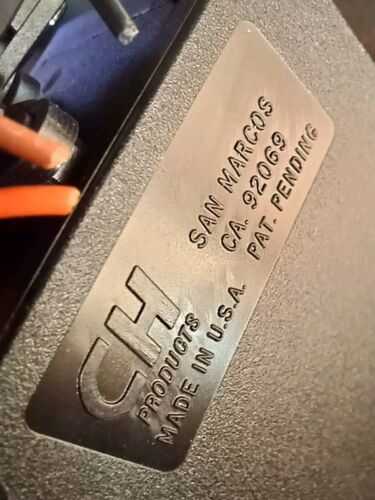 CH
PRODUCTS
MADE IN U.S.A.
SAN MARCOS
CA. 92069
PAT. PENDING